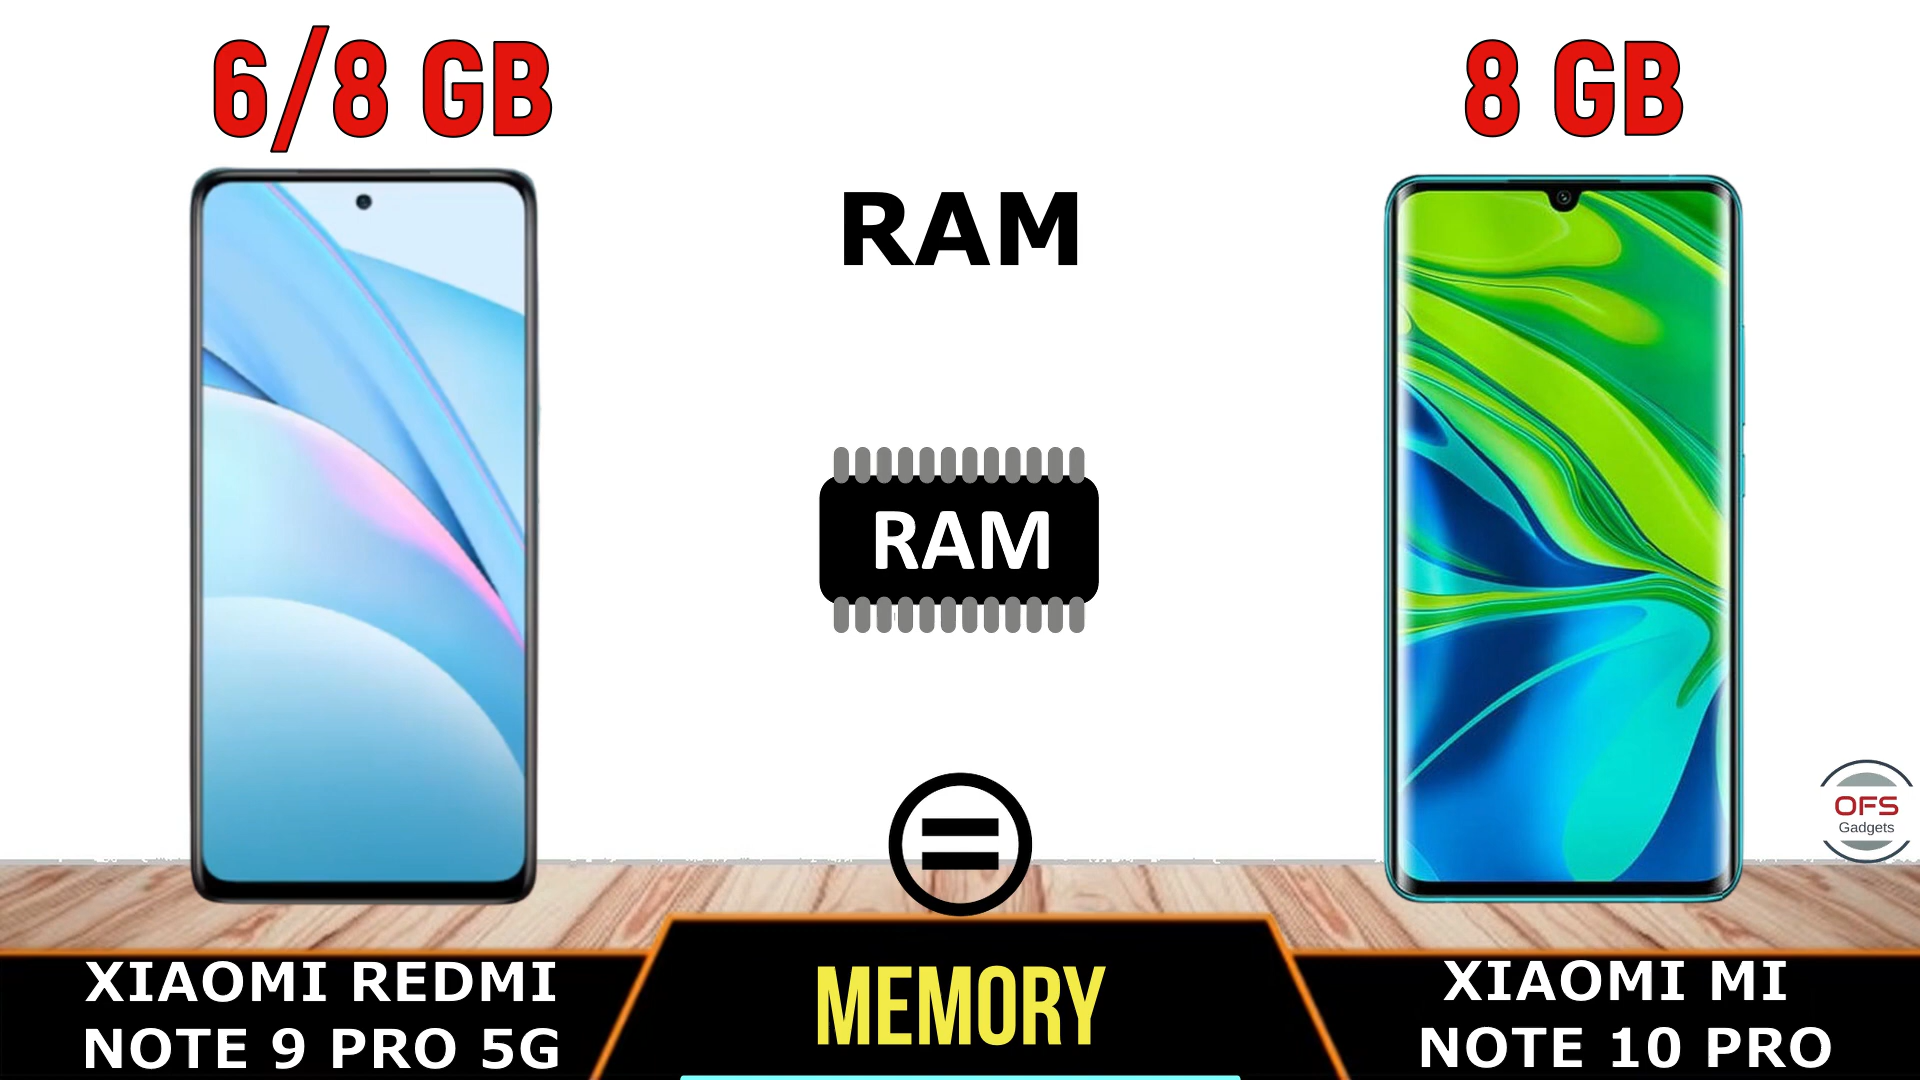 6/8 GB
8 GB
RAM
RAM
OFS
Gadgets
XIAOMI REDMI
NOTE 9 PRO 5G
MEMORY
XIAOMI MI
NOTE 10 PRO